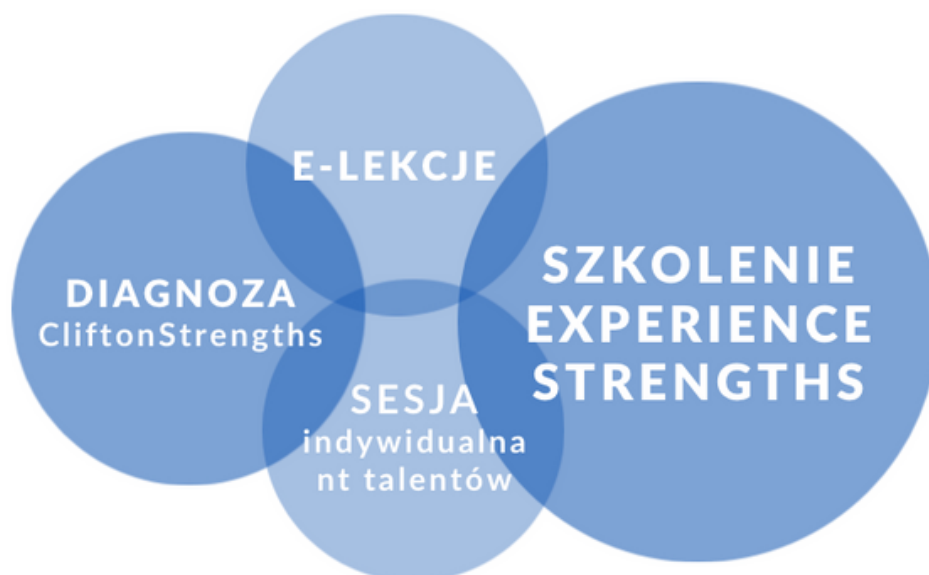 E-LEKCJE
DIAGNOZA
CliftonStrengths
SESJA
indywidualna
nt talentów
SZKOLENIE
EXPERIENCE
STRENGTHS